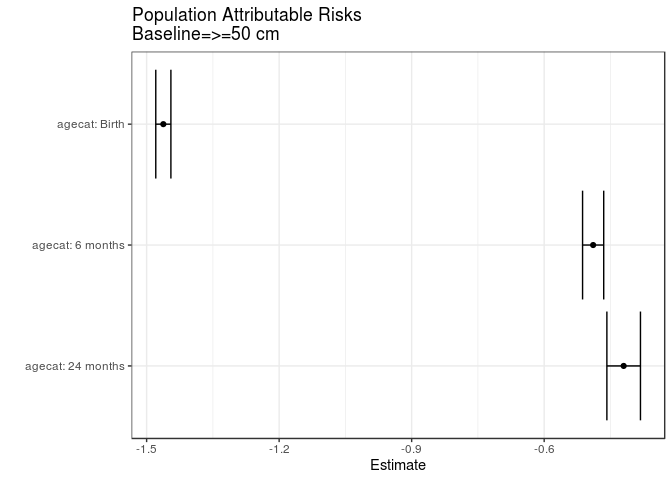 Population Attributable Risks
Baseline=>=50 cm
agecat: Birth
agecat: 6 months
agecat: 24 months
-1.5 -1.2 -0.9 -0.6
Estimate